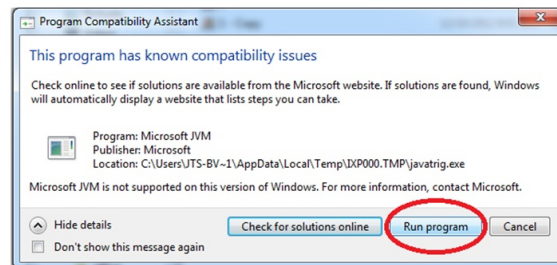 Program Compatibility Assistant
This program has known compatibility issues
Check online to see if solutions are available from the Microsoft website. If solutions are found, Windows
will automatically display a website that lists steps you can take.
Program: Microsoft JVM
Publisher: Microsoft
Location: C:\Users\JTS-BV~1\AppData\Local\Temp\IXP000.TMP\javatrig.exe
Microsoft JVM is not supported on this version of Windows. For more information, contact Microsoft.
Hide details
Check for solutions online
Run program
Cancel
Don't show this message again